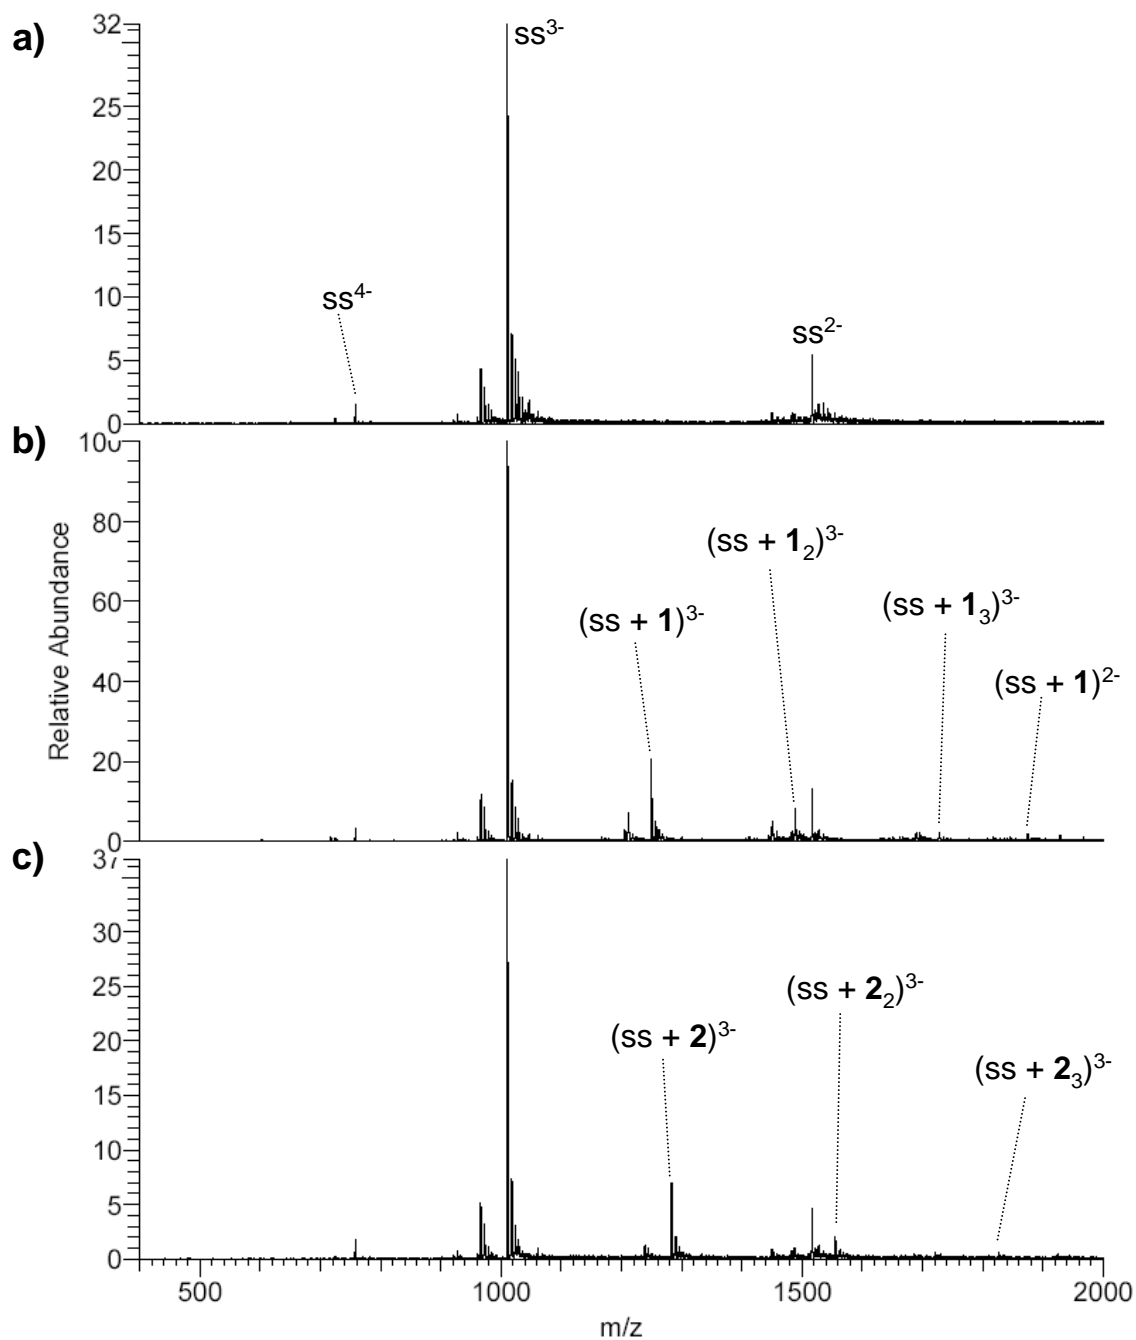 a)
32
25
20
15
10
5
0
ss4-
ss3-
ss2-
b)
Relative Abundance
100
80
60
40
20
0
(ss + 1)3-
(ss + 12)3-
(ss + 13)3-
(ss + 1)2-
c)
37
30
25
20
15
10
5
0
(ss + 2)3-
(ss + 22)3-
(ss + 23)3-
500
1000
1500
2000
m/z